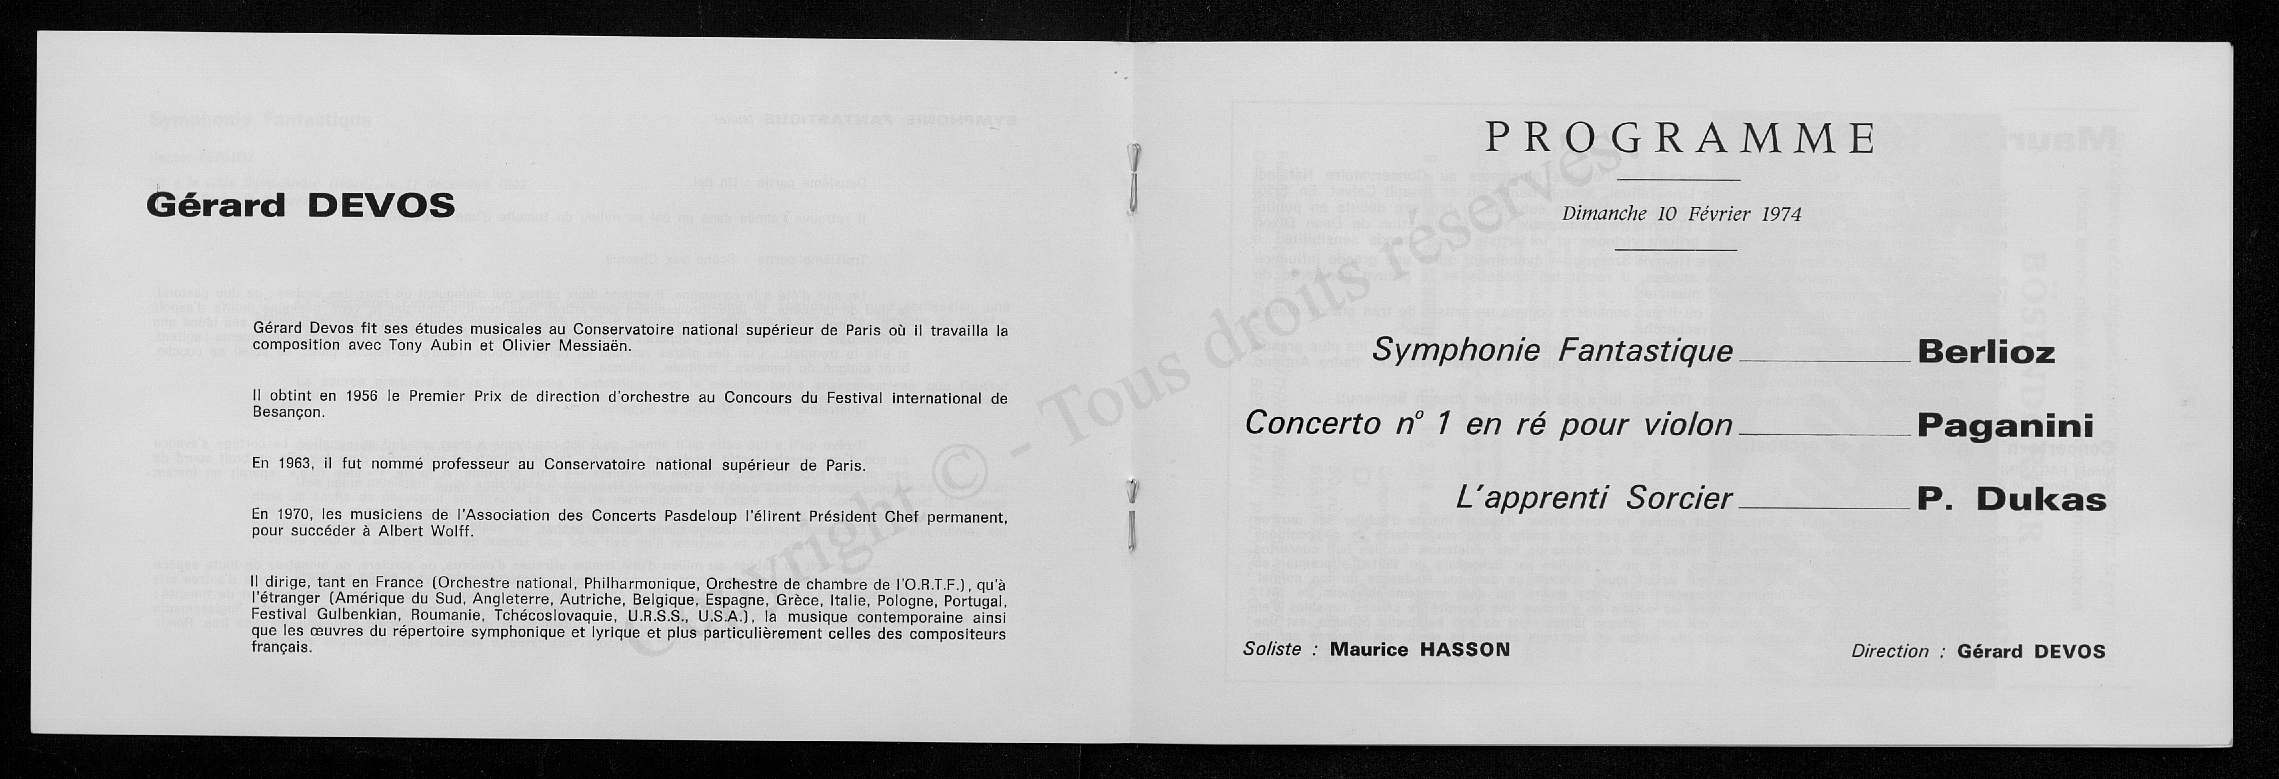 Gérard DEVOS
Gérard Devos fit ses études musicales au Conservatoire national supérieur de Paris où il travailla la
composition avec Tony Aubin et Olivier Messiaën.
Il obtint en 1956 le Premier Prix de direction d'orchestre au Concours du Festival international de
Besançon.
En 1963, il fut nommé professeur au Conservatoire national supérieur de Paris.
En 1970, les musiciens de l'Association des Concerts Pasdeloup l'élirent Président Chef permanent,
pour succéder à Albert Wolff.
Il dirige, tant en France (Orchestre national, Philharmonique, Orchestre de chambre de l'O.R.T.F.), qu'à
l'étranger (Amérique du Sud, Angleterre, Autriche, Belgique, Espagne, Grèce, Italie, Pologne, Portugal,
Festival Gulbenkian, Roumanie, Tchécoslovaquie, U.R.S.S., U.S.A.), la musique contemporaine ainsi
que les œuvres du répertoire symphonique et lyrique et plus particulièrement celles des compositeurs
français.
PROGRAMME
Dimanche 10 Février 1974
Symphonie Fantastique Berlioz
Concerto n° 1 en ré pour violon Paganini
L'apprenti Sorcier P. Dukas
Soliste : Maurice HASSON Direction : Gérard DEVOS
Copyright © - Tous droits réservés